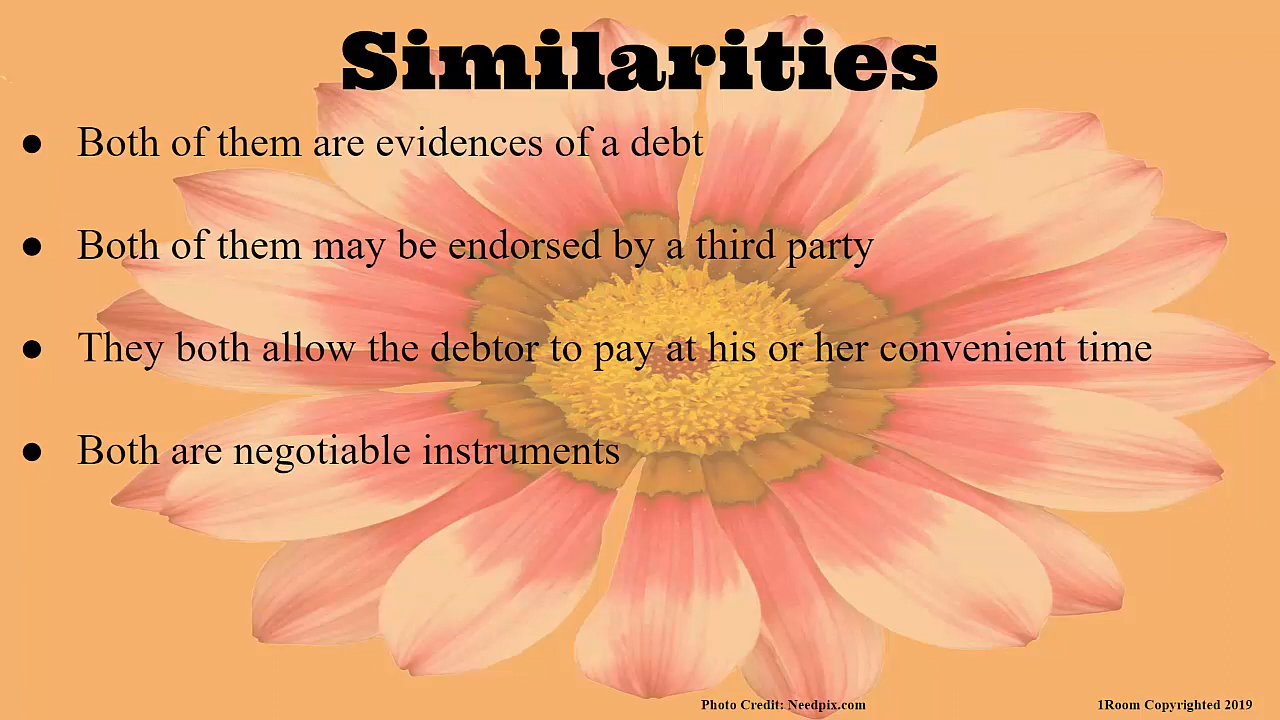 Similarities
● Both of them are evidences of a debt
● Both of them may be endorsed by a third party
● They both allow the debtor to pay at his or her convenient time
● Both are negotiable instruments
Photo Credit: Needpix.com
1Room Copyrighted 2019